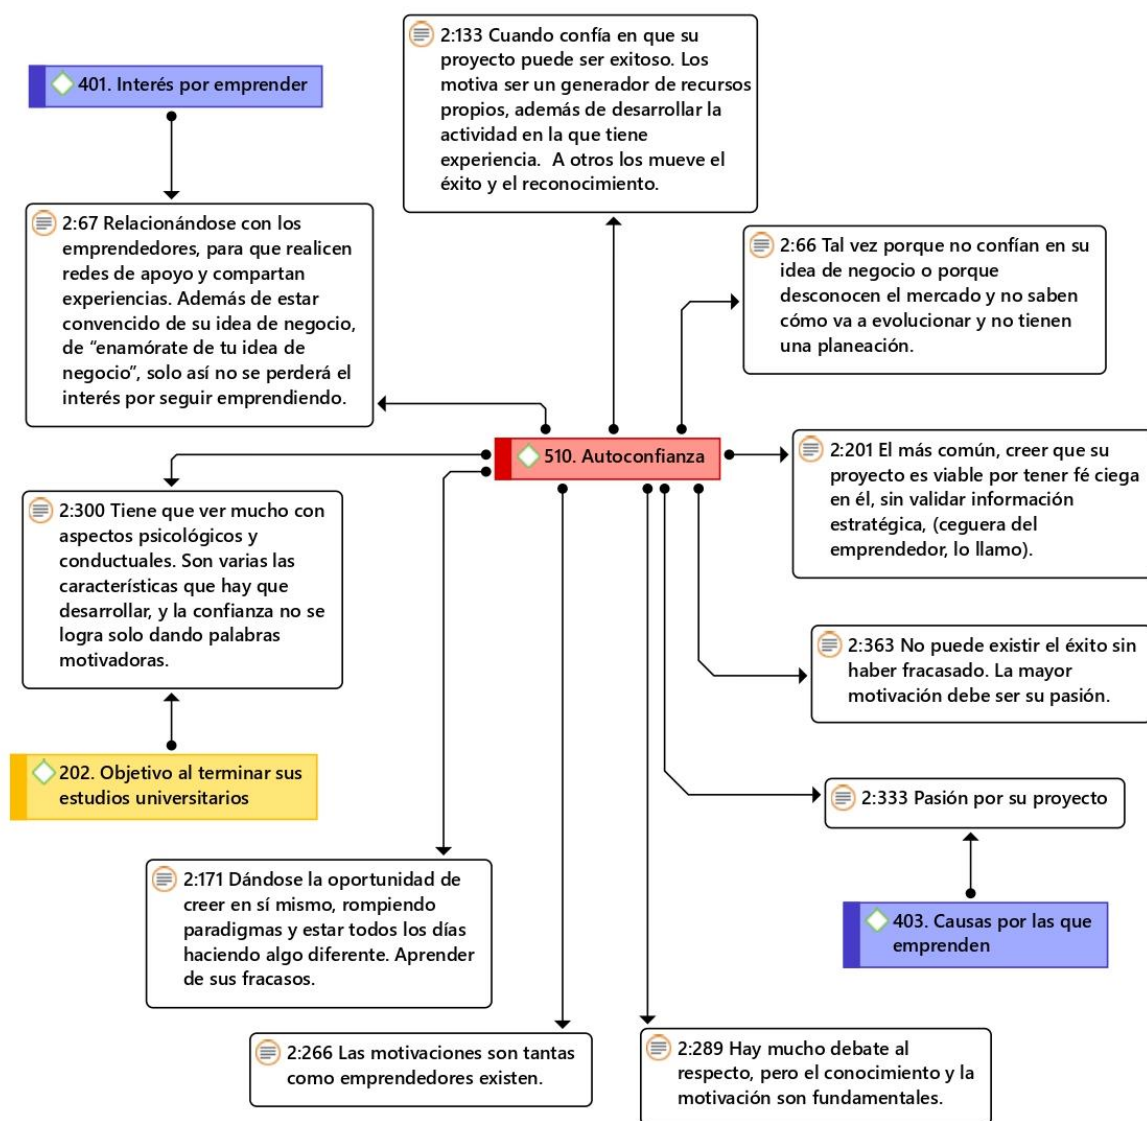 2:133 Cuando confía en que su
proyecto puede ser exitoso. Los
motiva ser un generador de recursos
propios, además de desarrollar la
actividad en la que tiene
experiencia.  A otros los mueve el
éxito y el reconocimiento.
401. Interés por emprender
2:67 Relacionándose con los
emprendedores, para que realicen
redes de apoyo y compartan
experiencias. Además de estar
convencido de su idea de negocio,
de “enamórate de tu idea de
negocio”, solo así no se perderá el
interés por seguir emprendiendo.
2:66 Tal vez porque no confían en su
idea de negocio o porque
desconocen el mercado y no saben
cómo va a evolucionar y no tienen
una planeación.
510. Autoconfianza
2:201 El más común, creer que su
proyecto es viable por tener fé ciega
en él, sin validar información
estratégica, (ceguera del
emprendedor, lo llamo).
2:300 Tiene que ver mucho con
aspectos psicológicos y
conductuales. Son varias las
características que hay que
desarrollar, y la confianza no se
logra solo dando palabras
motivadoras.
2:363 No puede existir el éxito sin
haber fracasado. La mayor
motivación debe ser su pasión.
202. Objetivo al terminar sus
estudios universitarios
2:333 Pasión por su proyecto
2:171 Dándose la oportunidad de
creer en sí mismo, rompiendo
paradigmas y estar todos los días
haciendo algo diferente. Aprender
de sus fracasos.
403. Causas por las que
emprenden
2:266 Las motivaciones son tantas
como emprendedores existen.
2:289 Hay mucho debate al
respecto, pero el conocimiento y la
motivación son fundamentales.